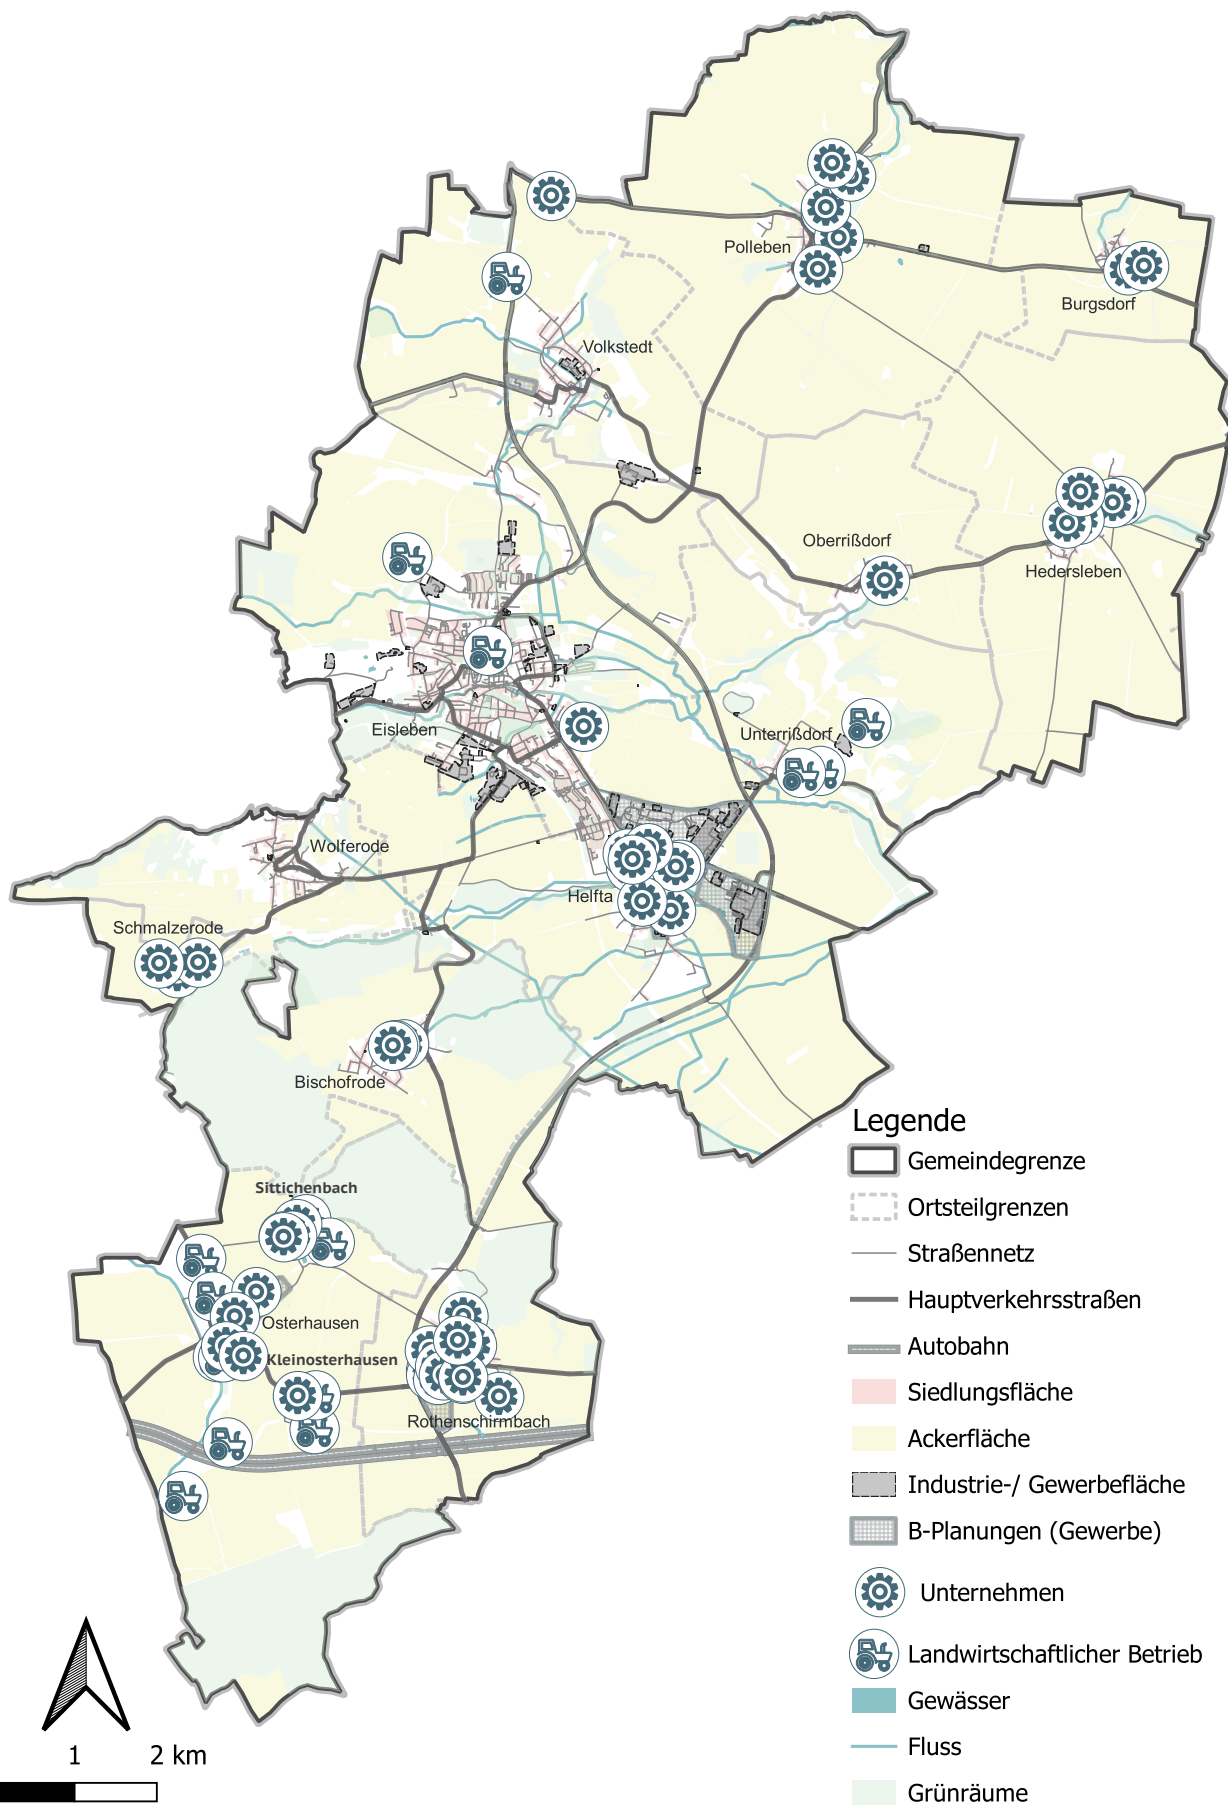 Polleben
Burgsdorf
Volkstedt
Oberrißdorf
Hedersleben
Eisleben
Unterrißdorf
Wolferode
Helfta
Schmalzerode
Bischofrode
Sittichenbach
Osterhausen
Kleinosterhausen
Rothenschirmbach
Legende
Gemeindegrenze
Ortsteilgrenzen
Straßennetz
Hauptverkehrsstraßen
Autobahn
Siedlungsfläche
Ackerfläche
Industrie-/ Gewerbefläche
B-Planungen (Gewerbe)
Unternehmen
Landwirtschaftlicher Betrieb
Gewässer
Fluss
Grünräume
1 2 km